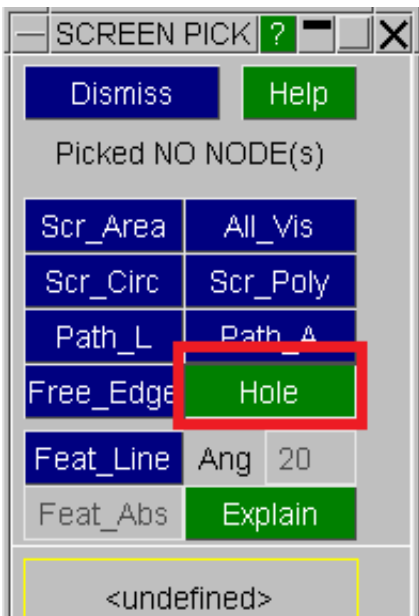 SCREEN PICK ?
Dismiss Help
Picked NO NODE(s)
Scr_Area All_Vis
Scr_Circ Scr_Poly
Path_L Path_A
Free_Edge Hole
Feat_Line Ang 20
Feat_Abs Explain
<undefined>